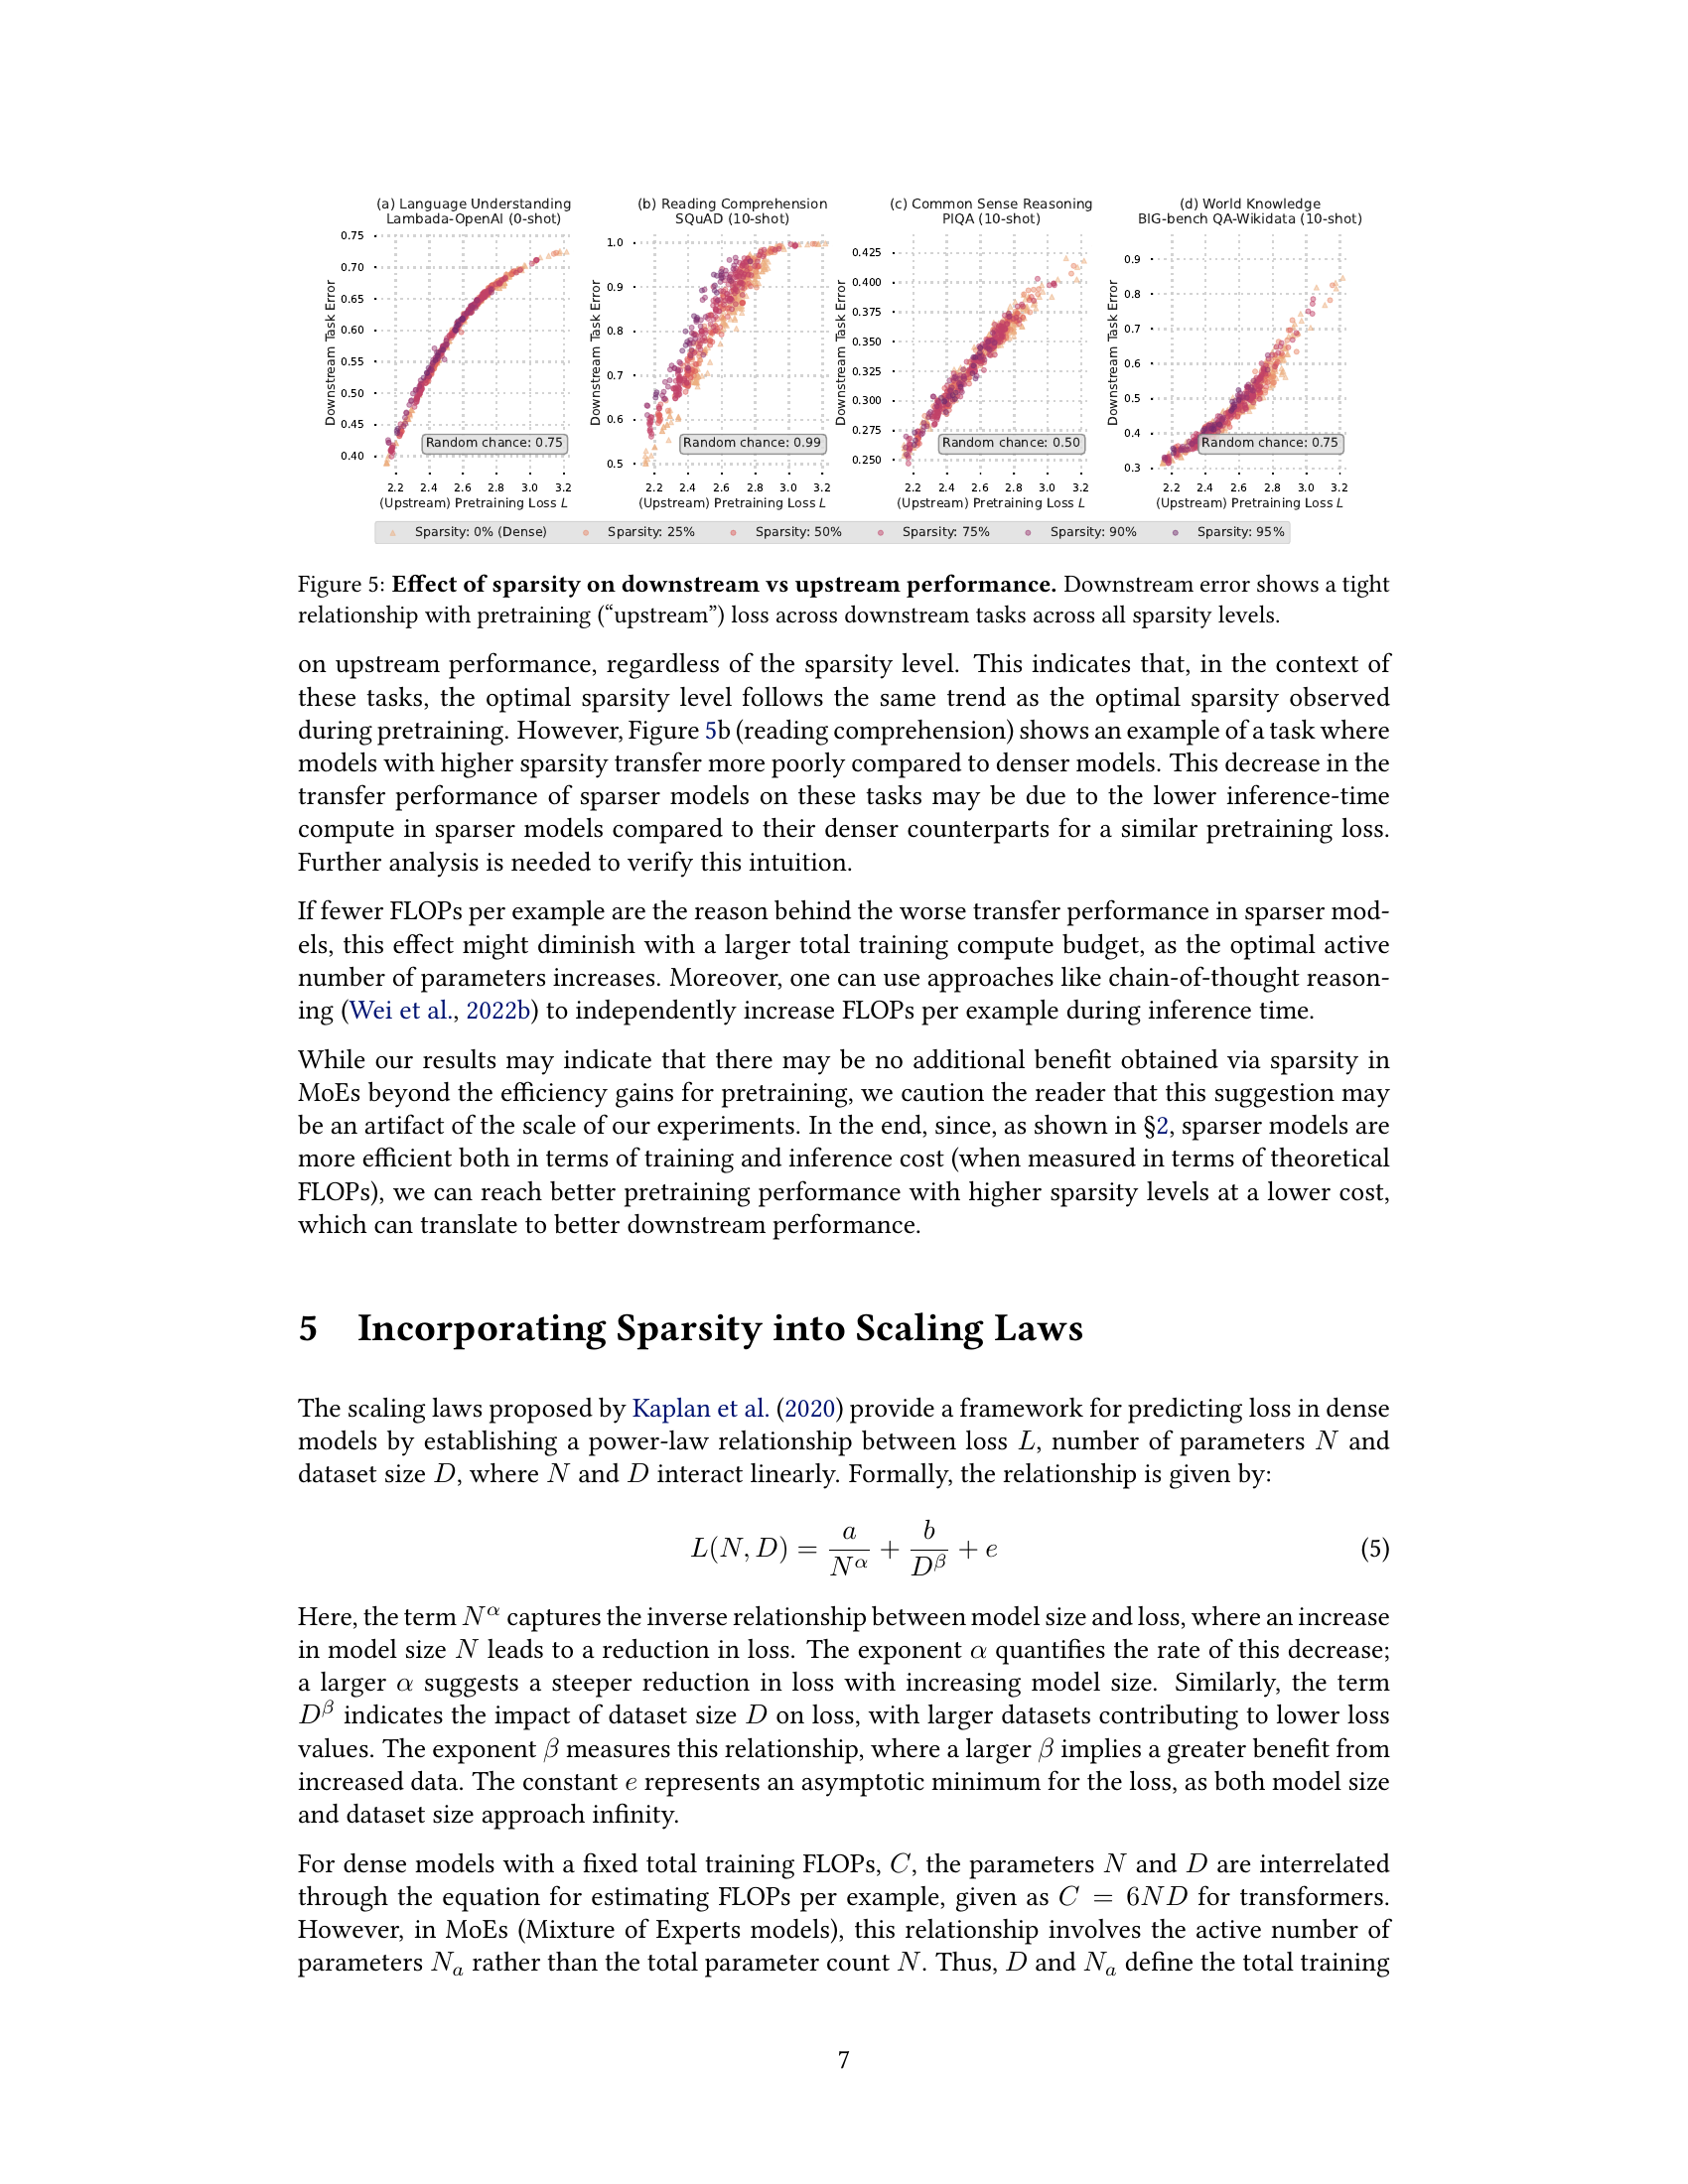 (a) Language Understanding
Lambada-OpenAI (0-shot)
0.75
0.70
0.65
0.60
0.55
0.50
0.45
0.40
Downstream Task Error
Random chance: 0.75
2.2 2.4 2.6 2.8 3.0 3.2
(Upstream) Pretraining Loss L
(b) Reading Comprehension
SQuAD (10-shot)
1.0
0.9
0.8
0.7
0.6
0.5
Downstream Task Error
Random chance: 0.99
2.2 2.4 2.6 2.8 3.0 3.2
(Upstream) Pretraining Loss L
(c) Common Sense Reasoning
PIQA (10-shot)
0.425
0.400
0.375
0.350
0.325
0.300
0.275
0.250
Downstream Task Error
Random chance: 0.50
2.2 2.4 2.6 2.8 3.0 3.2
(Upstream) Pretraining Loss L
(d) World Knowledge
BIG-bench QA-Wikidata (10-shot)
0.9
0.8
0.7
0.6
0.5
0.4
0.3
Downstream Task Error
Random chance: 0.75
2.2 2.4 2.6 2.8 3.0 3.2
(Upstream) Pretraining Loss L
Sparsity: 0% (Dense) Sparsity: 25% Sparsity: 50% Sparsity: 75% Sparsity: 90% Sparsity: 95%
Figure 5: Effect of sparsity on downstream vs upstream performance. Downstream error shows a tight
relationship with pretraining (“upstream”) loss across downstream tasks across all sparsity levels.
on upstream performance, regardless of the sparsity level. This indicates that, in the context of
these tasks, the optimal sparsity level follows the same trend as the optimal sparsity observed
during pretraining. However, Figure 5b (reading comprehension) shows an example of a task where
models with higher sparsity transfer more poorly compared to denser models. This decrease in the
transfer performance of sparser models on these tasks may be due to the lower inference-time
compute in sparser models compared to their denser counterparts for a similar pretraining loss.
Further analysis is needed to verify this intuition.
If fewer FLOPs per example are the reason behind the worse transfer performance in sparser mod-
els, this effect might diminish with a larger total training compute budget, as the optimal active
number of parameters increases. Moreover, one can use approaches like chain-of-thought reason-
ing (Wei et al., 2022b) to independently increase FLOPs per example during inference time.
While our results may indicate that there may be no additional benefit obtained via sparsity in
MoEs beyond the efficiency gains for pretraining, we caution the reader that this suggestion may
be an artifact of the scale of our experiments. In the end, since, as shown in §2, sparser models are
more efficient both in terms of training and inference cost (when measured in terms of theoretical
FLOPs), we can reach better pretraining performance with higher sparsity levels at a lower cost,
which can translate to better downstream performance.
5 Incorporating Sparsity into Scaling Laws
The scaling laws proposed by Kaplan et al. (2020) provide a framework for predicting loss in dense
models by establishing a power-law relationship between loss L, number of parameters N and
dataset size D, where N and D interact linearly. Formally, the relationship is given by:
L(N, D) = a/N^α + b/D^β + e (5)
Here, the term N^α captures the inverse relationship between model size and loss, where an increase
in model size N leads to a reduction in loss. The exponent α quantifies the rate of this decrease;
a larger α suggests a steeper reduction in loss with increasing model size. Similarly, the term
D^β indicates the impact of dataset size D on loss, with larger datasets contributing to lower loss
values. The exponent β measures this relationship, where a larger β implies a greater benefit from
increased data. The constant e represents an asymptotic minimum for the loss, as both model size
and dataset size approach infinity.
For dense models with a fixed total training FLOPs, C, the parameters N and D are interrelated
through the equation for estimating FLOPs per example, given as C = 6ND for transformers.
However, in MoEs (Mixture of Experts models), this relationship involves the active number of
parameters N_a rather than the total parameter count N. Thus, D and N_a define the total training
7